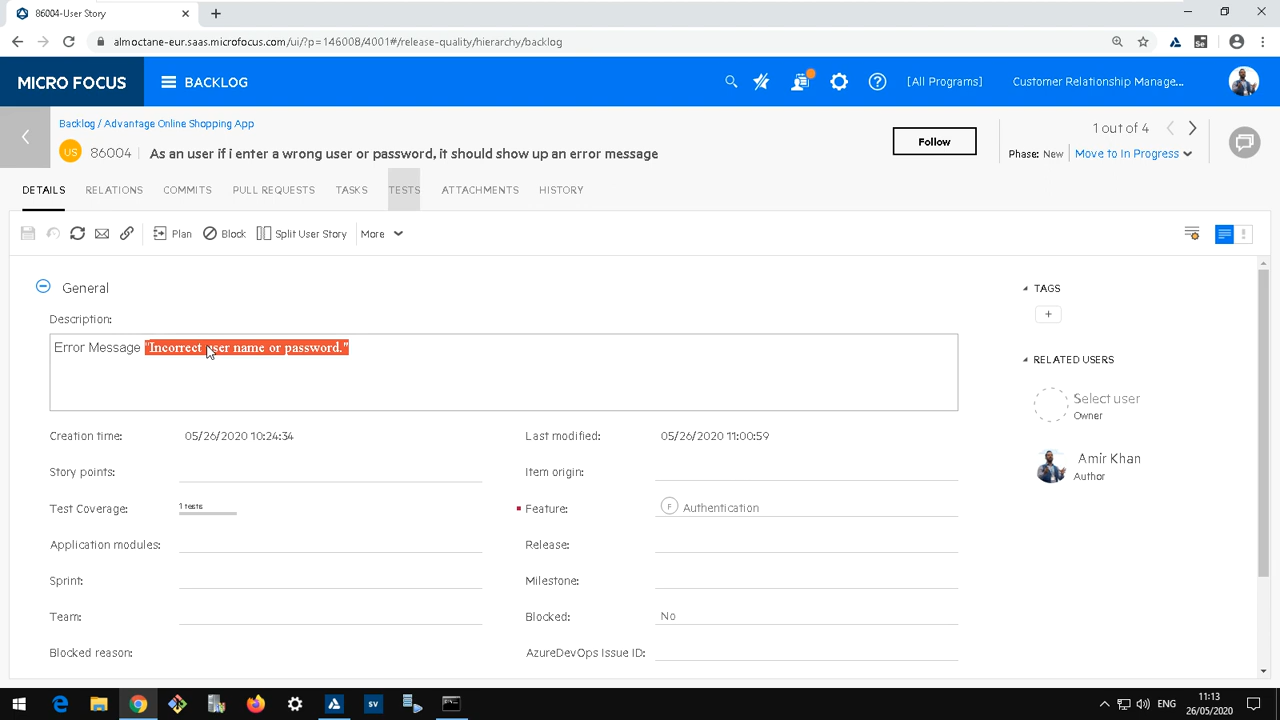 86004-User Story
almoctane-eur.saas.microfocus.com/ui/?p=146008/4001#/release-quality/hierarchy/backlog
MICRO FOCUS
BACKLOG
[All Programs]
Customer Relationship Manage...
Backlog / Advantage Online Shopping App
US 86004 As an user if i enter a wrong user or password, it should show up an error message
Follow
1 out of 4
Phase: New Move to In Progress
DETAILS RELATIONS COMMITS PULL REQUESTS TASKS TESTS ATTACHMENTS HISTORY
Plan Block Split User Story More
General
Description:
Error Message "Incorrect user name or password."
Creation time: 05/26/2020 10:24:34 Last modified: 05/26/2020 11:00:59
Story points: Item origin:
Test Coverage: 1 tests Feature: F Authentication
Application modules: Release:
Sprint: Milestone:
Team: Blocked: No
Blocked reason: AzureDevOps Issue ID:
TAGS
+
RELATED USERS
Select user
Owner
Amir Khan
Author
SV
ENG
11:13
26/05/2020